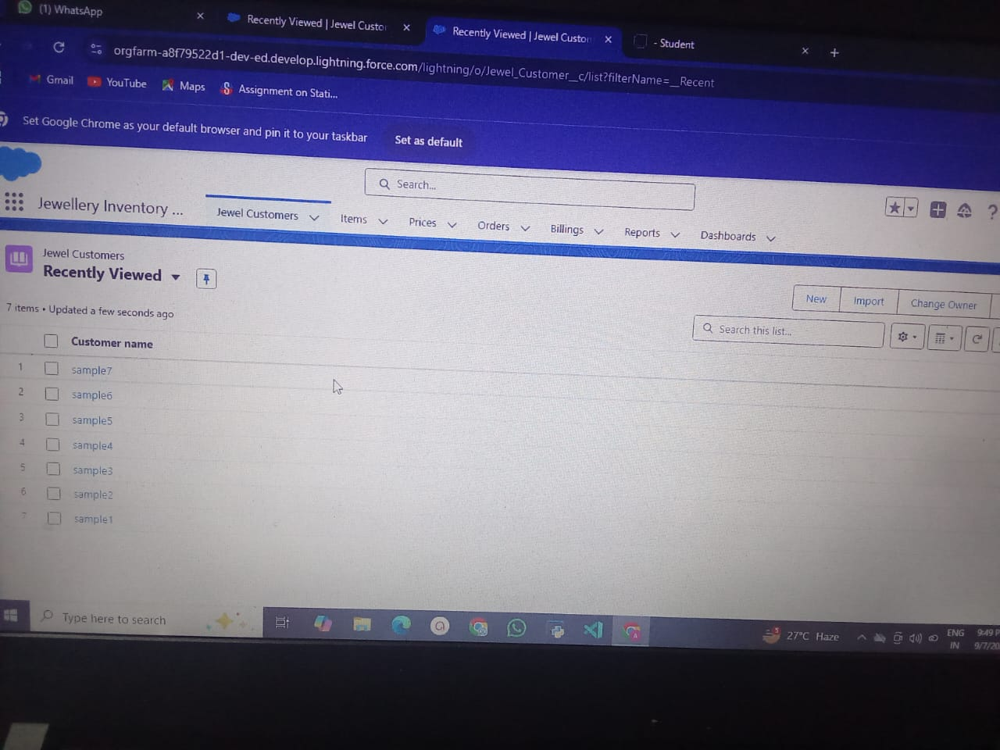 (1) WhatsApp
Recently Viewed | Jewel Custo
Recently Viewed | Jewel Custom
- Student
orgfarm-a8f79522d1-dev-ed.develop.lightning.force.com/lightning/o/Jewel_Customer__c/list?filterName=__Recent
Gmail
YouTube
Maps
Assignment on Stati...
Set Google Chrome as your default browser and pin it to your taskbar
Set as default
Search...
Jewellery Inventory ...
Jewel Customers
Items
Prices
Orders
Billings
Reports
Dashboards
Jewel Customers
Recently Viewed
New
Import
Change Owner
7 items • Updated a few seconds ago
Search this list...
Customer name
1 sample7
2 sample6
3 sample5
4 sample4
5 sample3
6 sample2
7 sample1
Type here to search
27°C Haze
ENG
IN
9:49 P
9/7/20